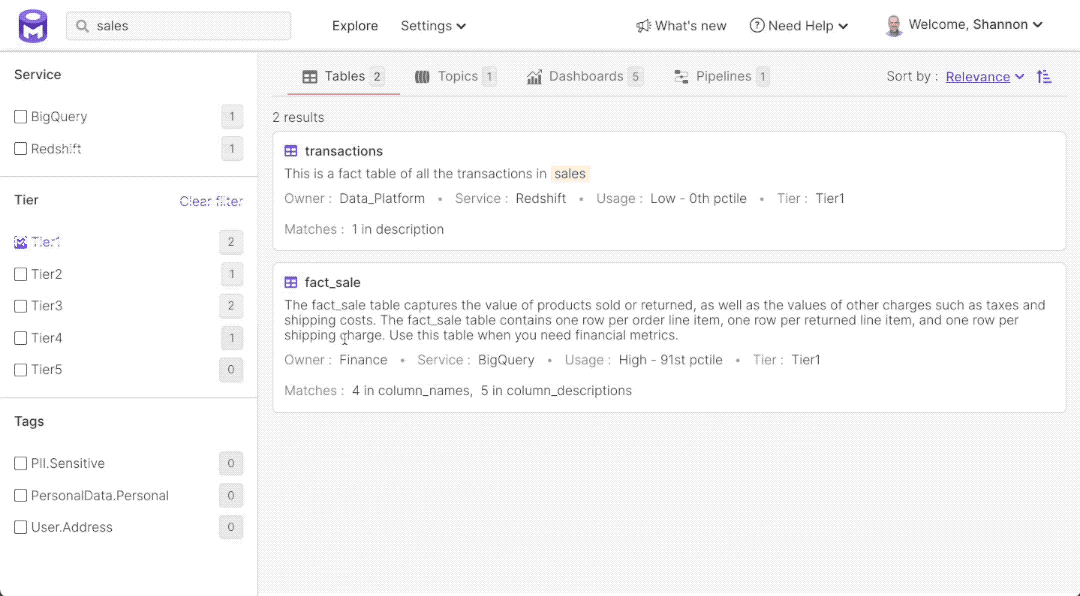 sales
Explore
Settings
What's new
Need Help
Welcome, Shannon
Service
BigQuery 1
Redshift 1
Tier
Clear filter
Tier1 2
Tier2 1
Tier3 2
Tier4 1
Tier5 0
Tags
PII.Sensitive 0
PersonalData.Personal 0
User.Address 0
Tables 2
Topics 1
Dashboards 5
Pipelines 1
Sort by : Relevance
2 results
transactions
This is a fact table of all the transactions in sales
Owner : Data_Platform • Service : Redshift • Usage : Low - 0th pctile • Tier : Tier1
Matches : 1 in description
fact_sale
The fact_sale table captures the value of products sold or returned, as well as the values of other charges such as taxes and
shipping costs. The fact_sale table contains one row per order line item, one row per returned line item, and one row per
shipping charge. Use this table when you need financial metrics.
Owner : Finance • Service : BigQuery • Usage : High - 91st pctile • Tier : Tier1
Matches : 4 in column_names, 5 in column_descriptions